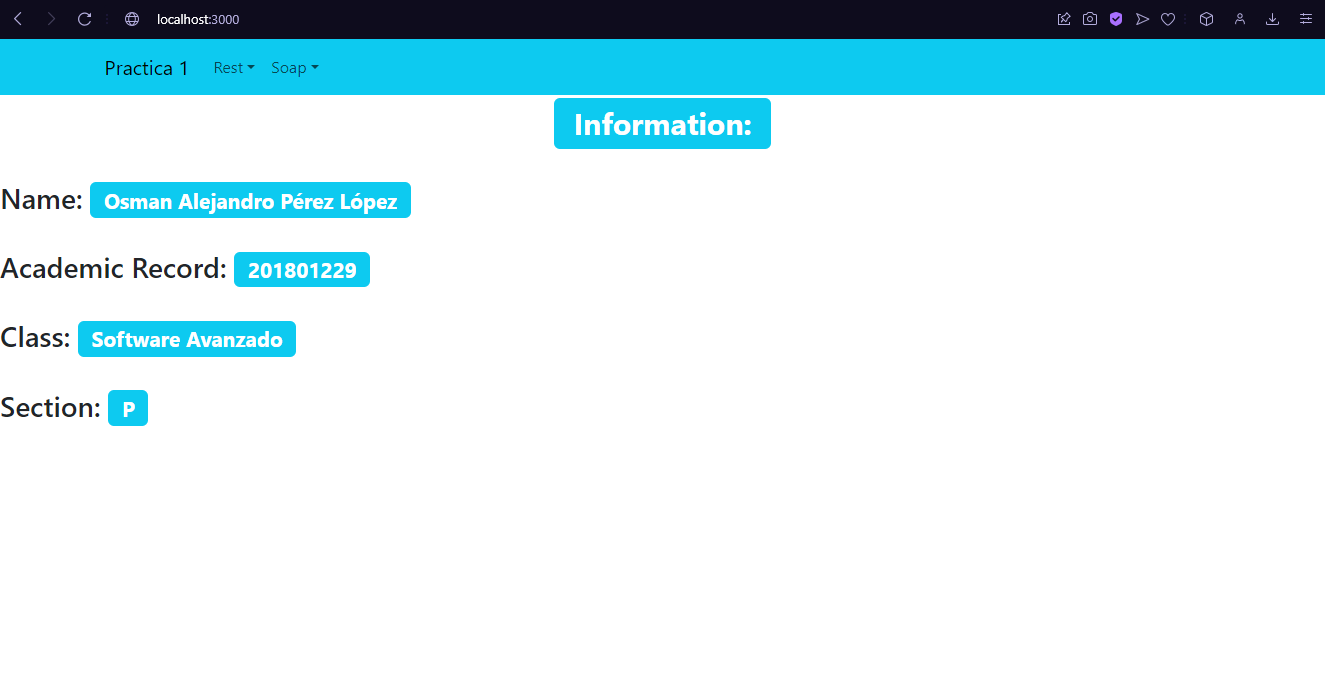 localhost:3000
Practica 1 Rest Soap
Information:
Name: Osman Alejandro Pérez López
Academic Record: 201801229
Class: Software Avanzado
Section: P